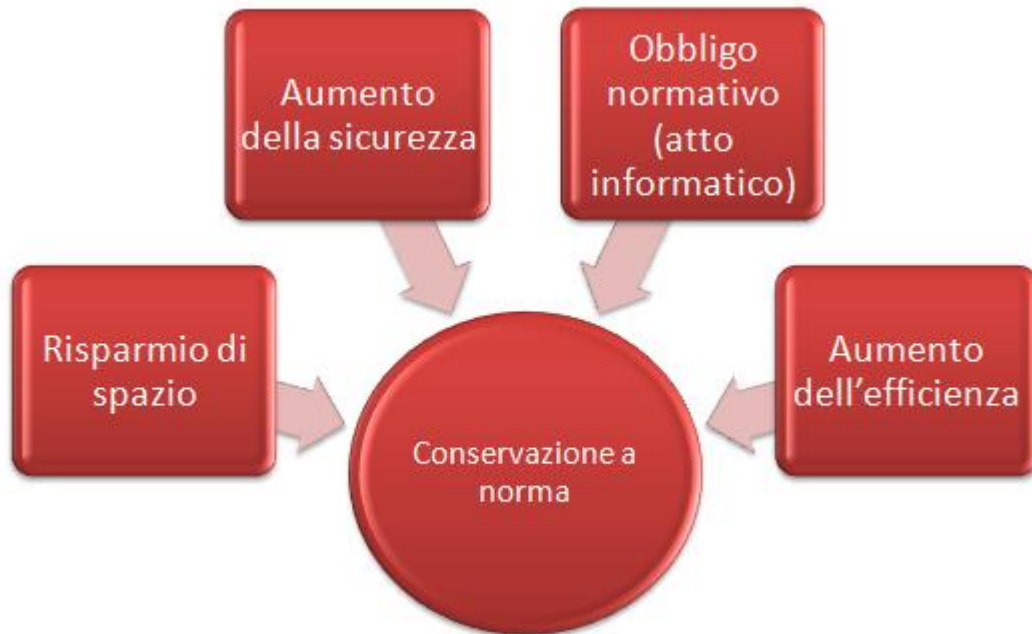 Aumento
della sicurezza
Obbligo
normativo
(atto
informatico)
Risparmio di
spazio
Aumento
dell’efficienza
Conservazione a
norma